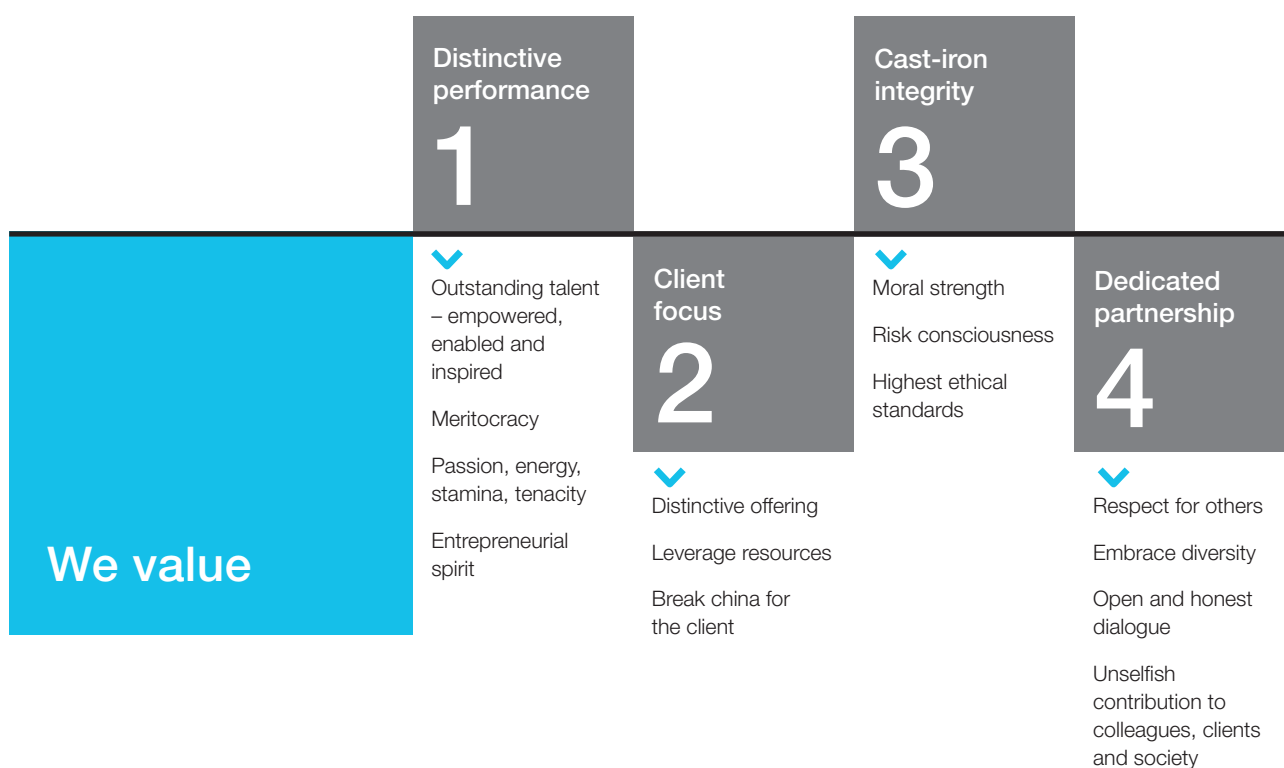 We value
Distinctive
performance
1
Outstanding talent
– empowered,
enabled and
inspired
Meritocracy
Passion, energy,
stamina, tenacity
Entrepreneurial
spirit
Client
focus
2
Distinctive offering
Leverage resources
Break china for
the client
Cast-iron
integrity
3
Moral strength
Risk consciousness
Highest ethical
standards
Dedicated
partnership
4
Respect for others
Embrace diversity
Open and honest
dialogue
Unselfish
contribution to
colleagues, clients
and society